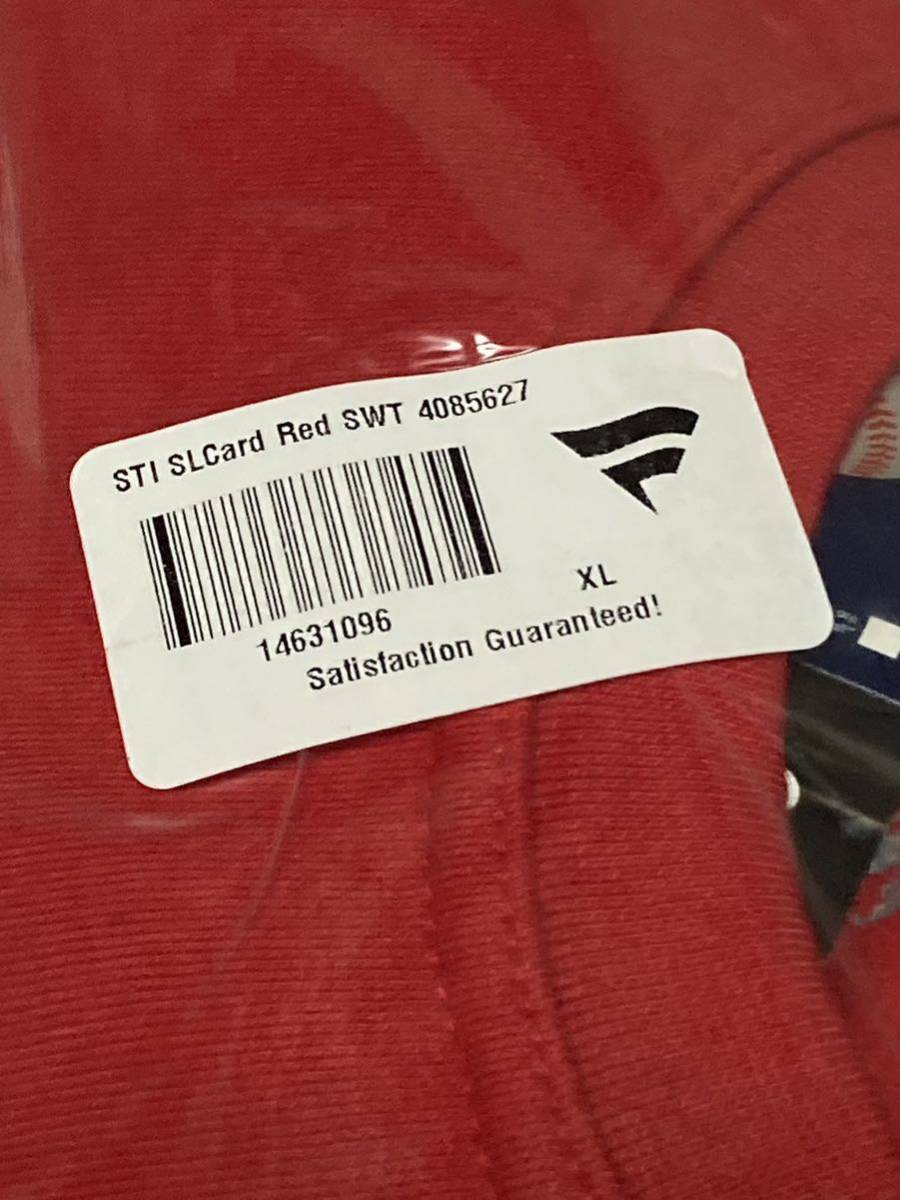 STI SLCard Red SWT 4085627
14631096
XL
Satisfaction Guaranteed!